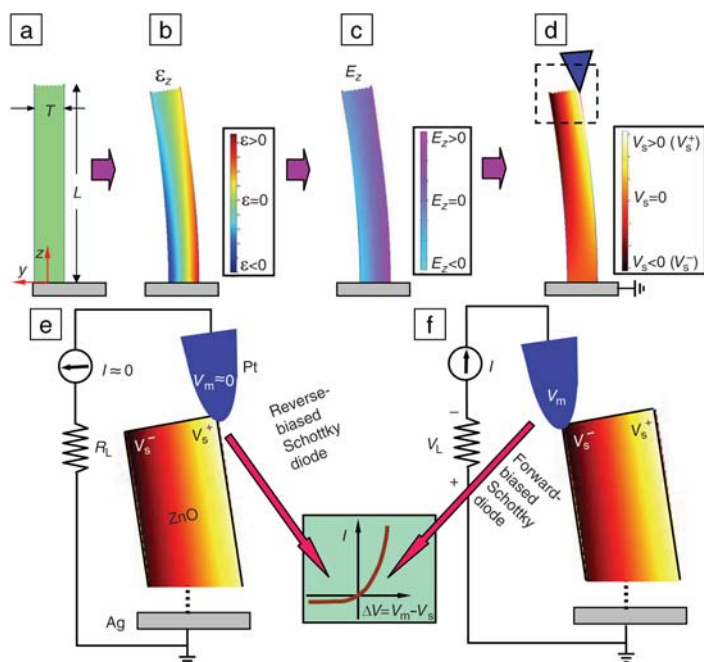 a
b
c
d
T
L
z
y
εz
ε>0
ε=0
ε<0
Ez
Ez>0
Ez=0
Ez<0
Vs>0 (Vs+)
Vs=0
Vs<0 (Vs−)
e
I≈0
RL
Vm≈0
Pt
Vs−
Vs+
ZnO
Ag
Reverse-
biased
Schottky
diode
I
ΔV=Vm−Vs
f
I
−
VL
+
Vm
Vs−
Vs+
Forward-
biased Schottky
diode